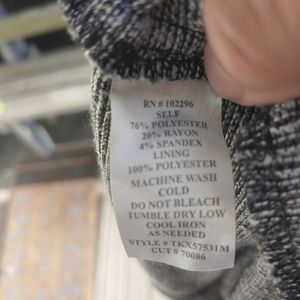 RN # 102296
SELF
76% POLYESTER
20% RAYON
4% SPANDEX
LINING
100% POLYESTER
MACHINE WASH
COLD
DO NOT BLEACH
TUMBLE DRY LOW
COOL IRON
AS NEEDED
STYLE # TKX57531M
CUT # 70086